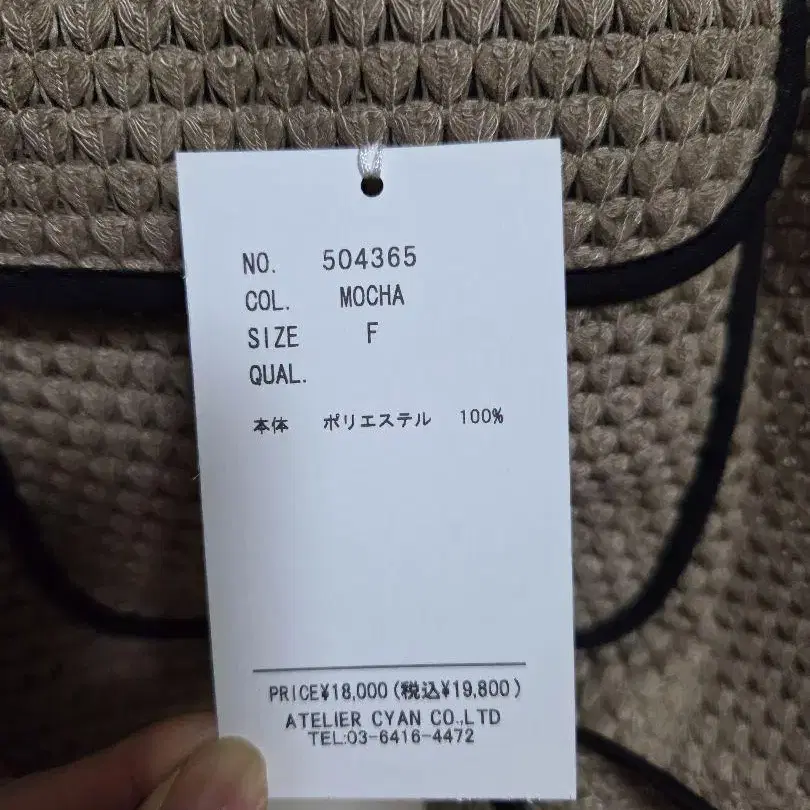 NO. 504365
COL. MOCHA
SIZE F
QUAL.
本体 ポリエステル 100%
PRICE¥18,000(税込¥19,800)
ATELIER CYAN CO.,LTD
TEL:03-6416-4472